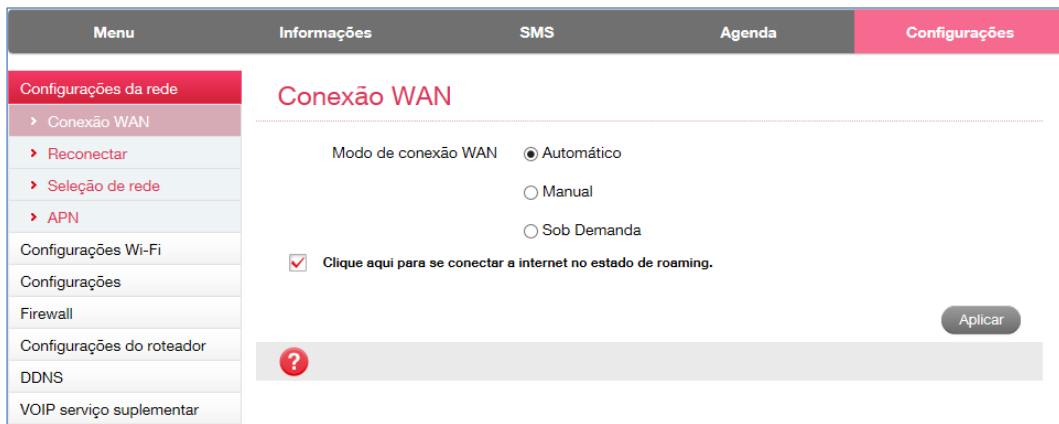 Menu Informações SMS Agenda Configurações
Configurações da rede
Conexão WAN
Reconectar
Seleção de rede
APN
Configurações Wi-Fi
Configurações
Firewall
Configurações do roteador
DDNS
VOIP serviço suplementar
Conexão WAN
Modo de conexão WAN Automático
Manual
Sob Demanda
Clique aqui para se conectar a internet no estado de roaming.
Aplicar
?